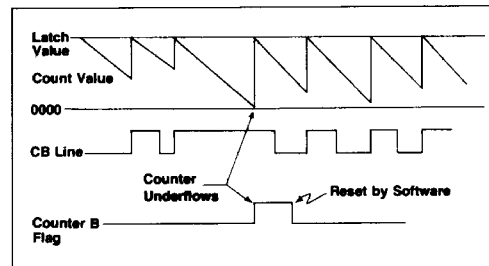 Latch
Value
Count Value
0000
CB Line
Counter
Underflows
Reset by Software
Counter B
Flag